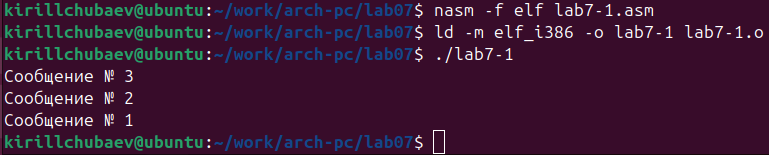 kirillchubaev@ubuntu:~/work/arch-pc/lab07$ nasm -f elf lab7-1.asm
kirillchubaev@ubuntu:~/work/arch-pc/lab07$ ld -m elf_i386 -o lab7-1 lab7-1.o
kirillchubaev@ubuntu:~/work/arch-pc/lab07$ ./lab7-1
Сообщение № 3
Сообщение № 2
Сообщение № 1
kirillchubaev@ubuntu:~/work/arch-pc/lab07$